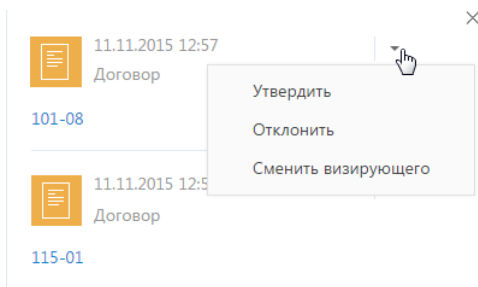 11.11.2015 12:57
Договор
Утвердить
101-08
Отклонить
Сменить визирующего
11.11.2015 12:5
Договор
115-01